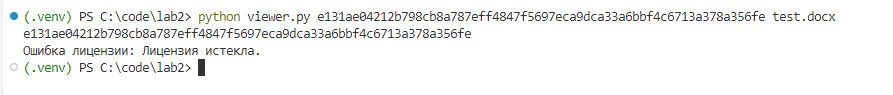 (.venv) PS C:\code\lab2> python viewer.py e131ae04212b798cb8a787eff4847f5697eca9dca33a6bbf4c6713a378a356fe test.docx
e131ae04212b798cb8a787eff4847f5697eca9dca33a6bbf4c6713a378a356fe
Ошибка лицензии: Лицензия истекла.
(.venv) PS C:\code\lab2>